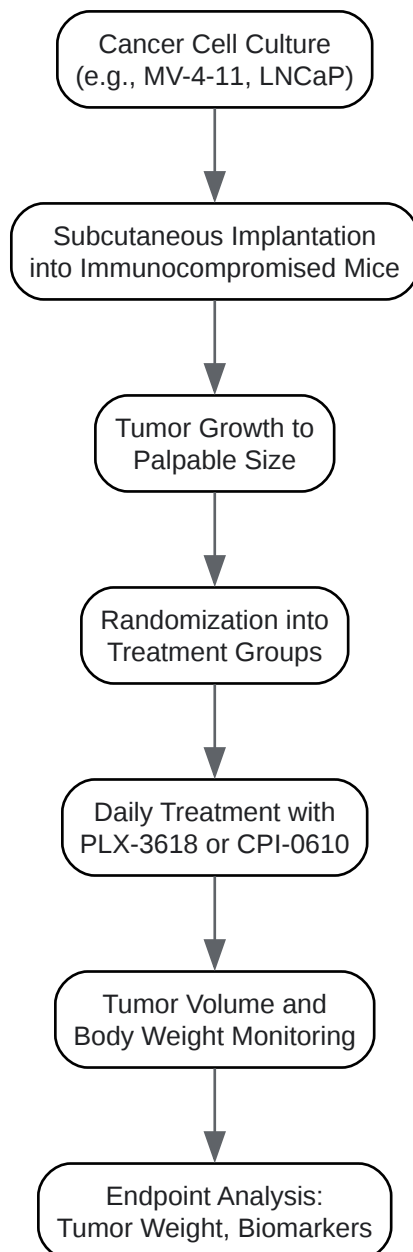 Cancer Cell Culture
(e.g., MV-4-11, LNCaP)
Subcutaneous Implantation
into Immunocompromised Mice
Tumor Growth to
Palpable Size
Randomization into
Treatment Groups
Daily Treatment with
PLX-3618 or CPI-0610
Tumor Volume and
Body Weight Monitoring
Endpoint Analysis:
Tumor Weight, Biomarkers